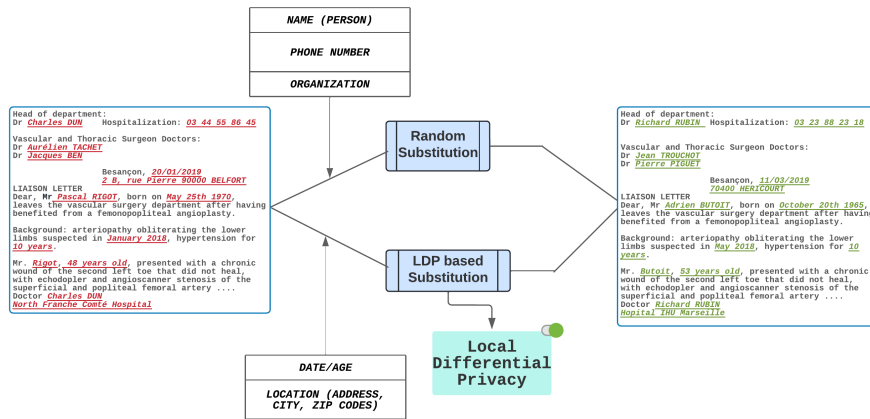 NAME (PERSON)
PHONE NUMBER
ORGANIZATION
Head of department:
Dr Charles DUN Hospitalization: 03 44 55 86 45
Vascular and Thoracic Surgeon Doctors:
Dr Aurélien TACHET
Dr Jacques BEN
Besançon, 20/01/2019
2 B, rue Pierre 90000 BELFORT
LIAISON LETTER
Dear, Mr Pascal RIGOT, born on May 25th 1970,
leaves the vascular surgery department after having
benefited from a femonopopliteal angioplasty.
Background: arteriopathy obliterating the lower
limbs suspected in January 2018, hypertension for
10 years.
Mr. Rigot, 48 years old, presented with a chronic
wound of the second left toe that did not heal,
with echodopler and angioscanner stenosis of the
superficial and popliteal femoral artery ....
Doctor Charles DUN
North Franche Comté Hospital
Random
Substitution
LDP based
Substitution
Local
Differential
Privacy
DATE/AGE
LOCATION (ADDRESS,
CITY, ZIP CODES)
Head of department:
Dr Richard RUBIN Hospitalization: 03 23 88 23 18
Vascular and Thoracic Surgeon Doctors:
Dr Jean TROUCHOT
Dr Pierre PIGUET
Besançon, 11/03/2019
70400 HERICOURT
LIAISON LETTER
Dear, Mr Adrien BUTOIT, born on October 20th 1965,
leaves the vascular surgery department after having
benefited from a femonopopliteal angioplasty.
Background: arteriopathy obliterating the lower
limbs suspected in May 2018, hypertension for 10
years.
Mr. Butoit, 53 years old, presented with a chronic
wound of the second left toe that did not heal,
with echodopler and angioscanner stenosis of the
superficial and popliteal femoral artery ....
Doctor Richard RUBIN
Hopital IHU Marseille